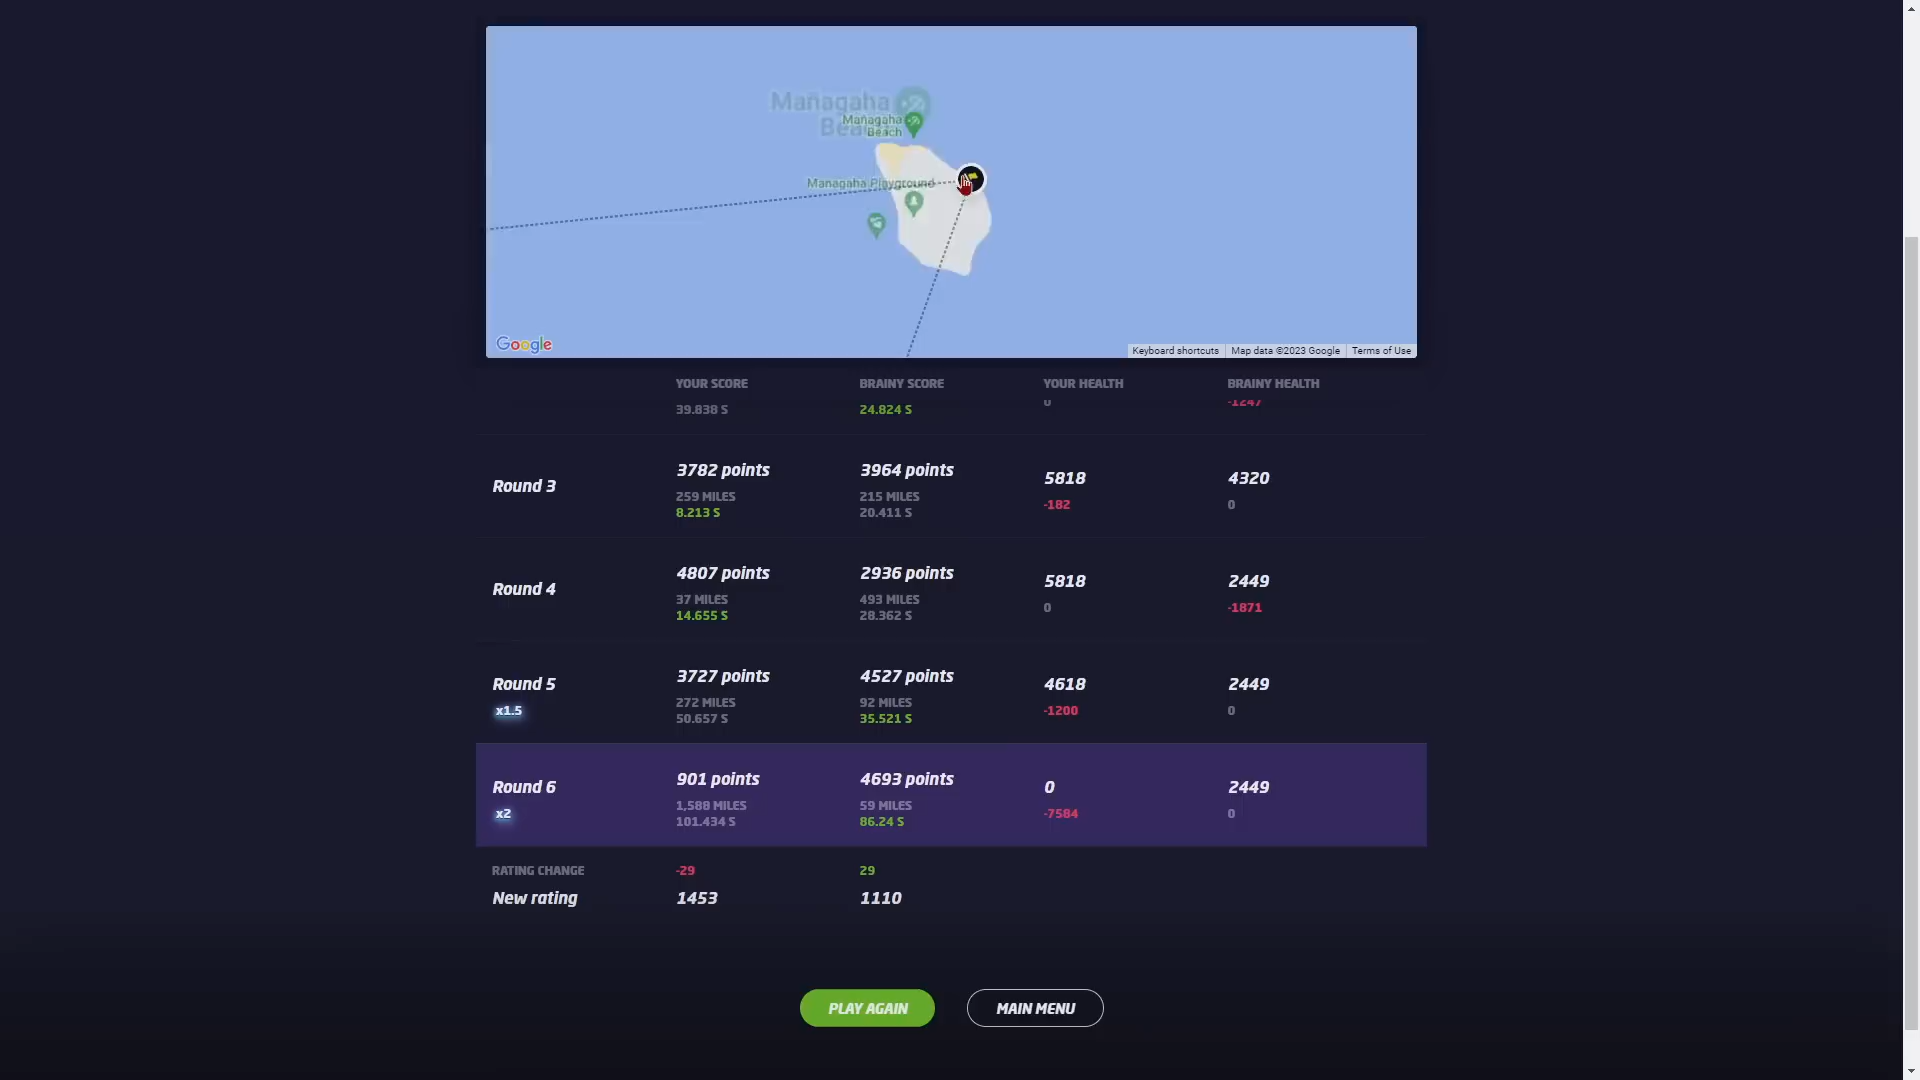 Mañagaha
Beach
Mañagaha
Beach
Managaha Playground
Google
Keyboard shortcuts Map data ©2023 Google Terms of Use
YOUR SCORE BRAINY SCORE YOUR HEALTH BRAINY HEALTH
0 -1247
39.838 S 24.824 S
3782 points 3964 points 5818 4320
Round 3
259 MILES 215 MILES -182 0
8.213 S 20.411 S
4807 points 2936 points 5818 2449
Round 4
37 MILES 493 MILES 0 -1871
14.655 S 28.362 S
3727 points 4527 points 4618 2449
Round 5
272 MILES 92 MILES -1200 0
x1.5 50.657 S 35.521 S
901 points 4693 points 0 2449
Round 6
1,588 MILES 59 MILES -7584 0
x2 101.434 S 86.24 S
RATING CHANGE -29 29
New rating 1453 1110
PLAY AGAIN MAIN MENU